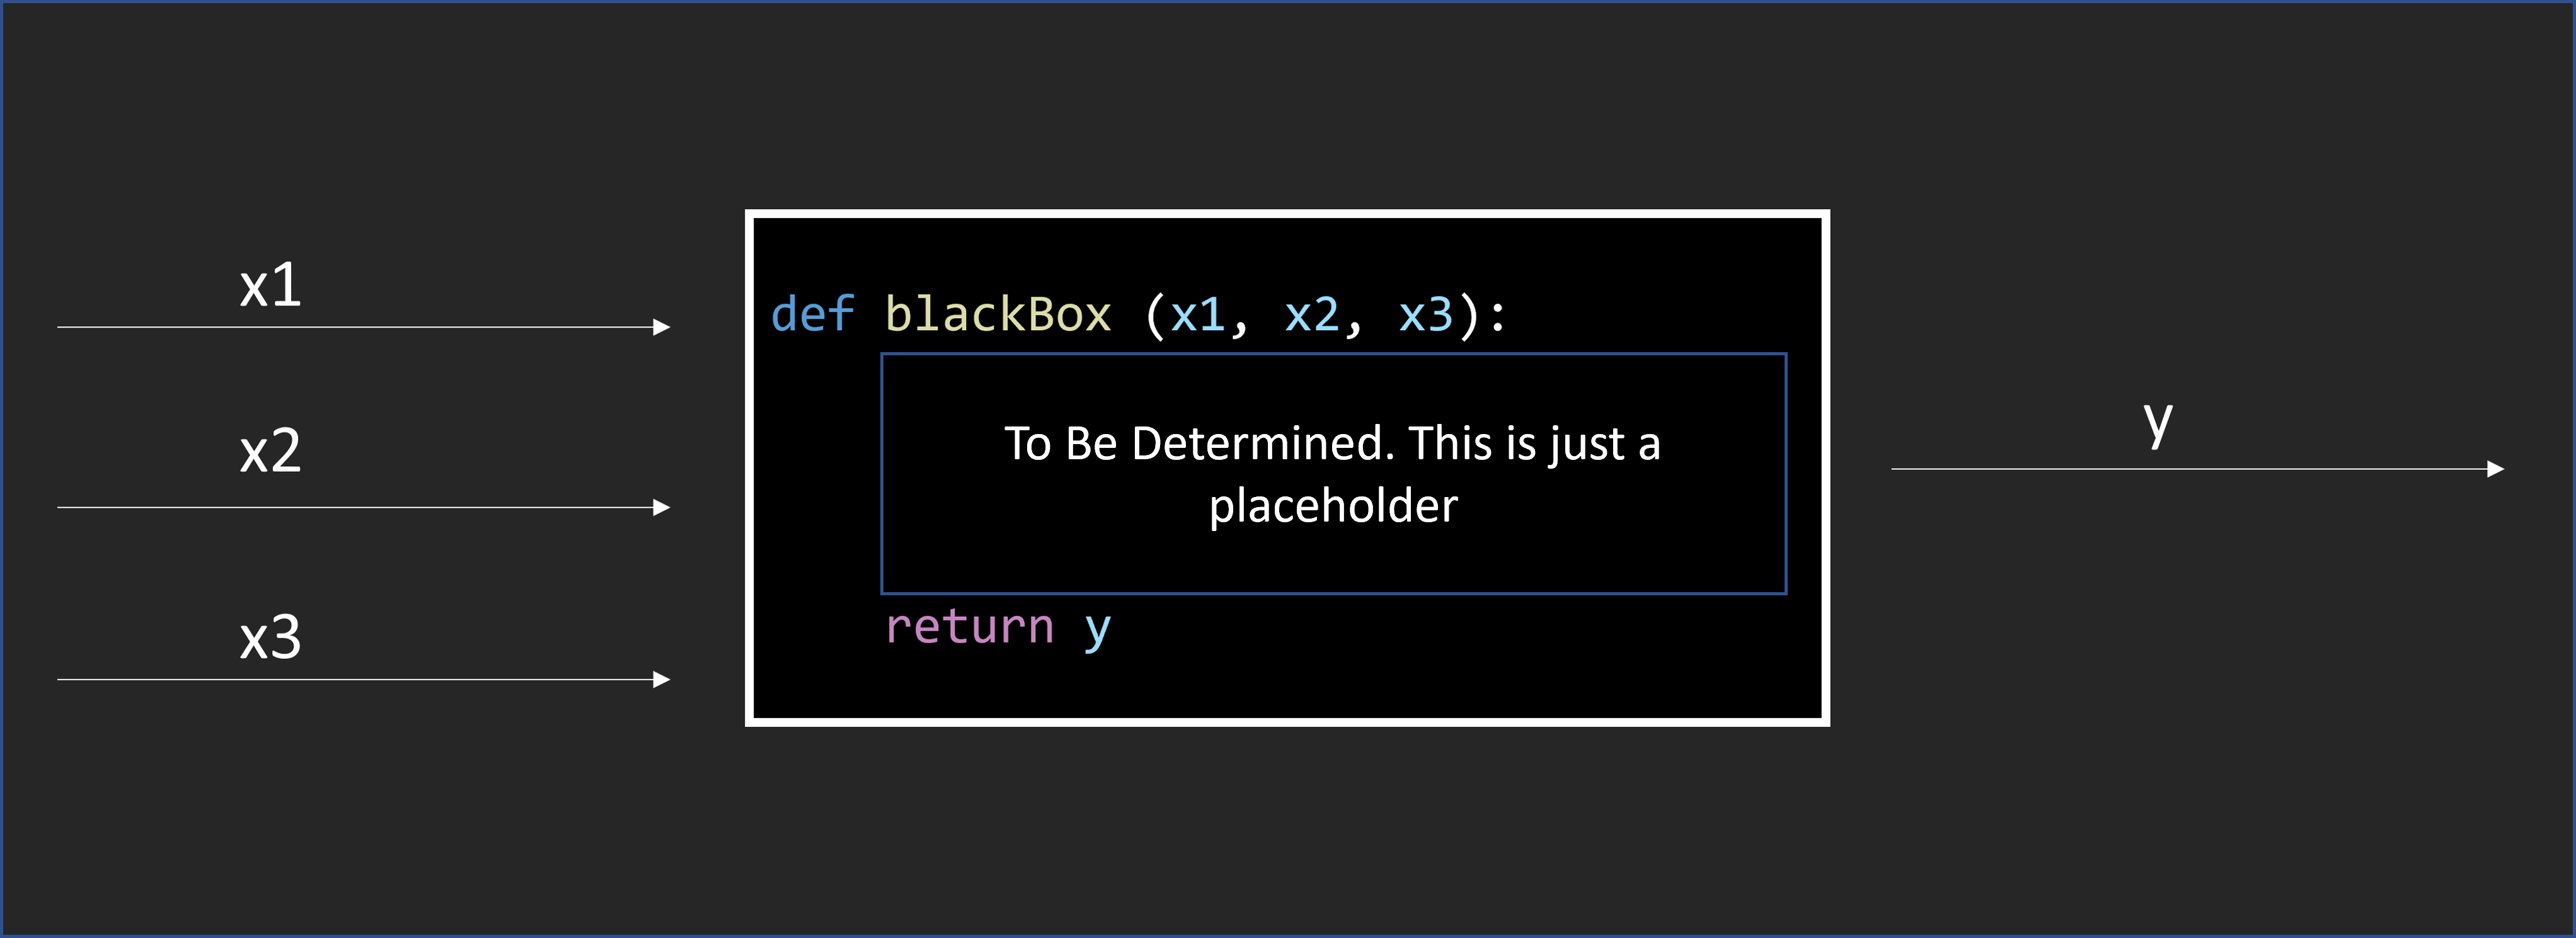 x1
x2
x3
def blackBox (x1, x2, x3):
To Be Determined. This is just a
placeholder
return y
y